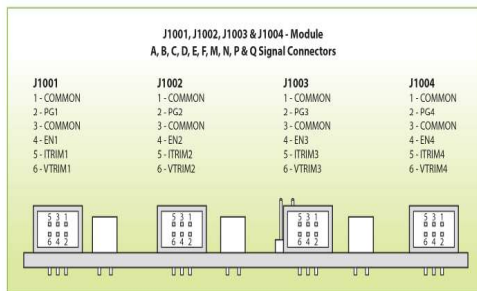 J1001, J1002, J1003 & J1004 - Module
A, B, C, D, E, F, M, N, P & Q Signal Connectors
J1001
1 - COMMON
2 - PG1
3 - COMMON
4 - EN1
5 - ITRIM1
6 - VTRIM1
J1002
1 - COMMON
2 - PG2
3 - COMMON
4 - EN2
5 - ITRIM2
6 - VTRIM2
J1003
1 - COMMON
2 - PG3
3 - COMMON
4 - EN3
5 - ITRIM3
6 - VTRIM3
J1004
1 - COMMON
2 - PG4
3 - COMMON
4 - EN4
5 - ITRIM4
6 - VTRIM4
5 3 1
6 4 2
5 3 1
6 4 2
5 3 1
6 4 2
5 3 1
6 4 2